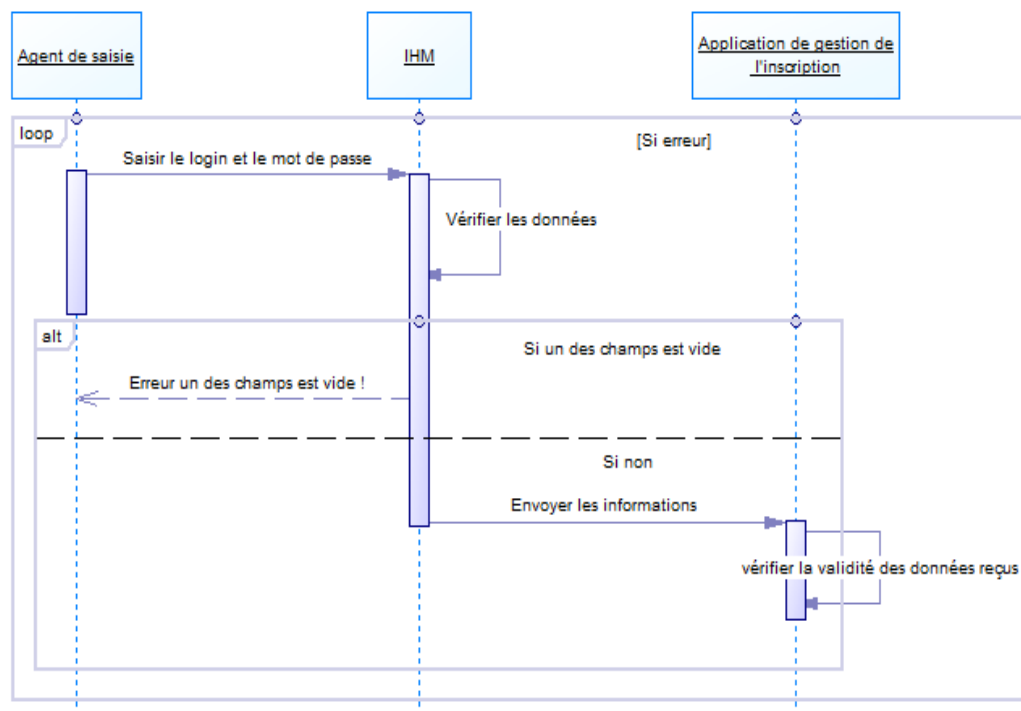 Agent de saisie
IHM
Application de gestion de
l'inscription
loop
[Si erreur]
Saisir le login et le mot de passe
Vérifier les données
alt
Si un des champs est vide
Erreur un des champs est vide !
Si non
Envoyer les informations
vérifier la validité des données reçus